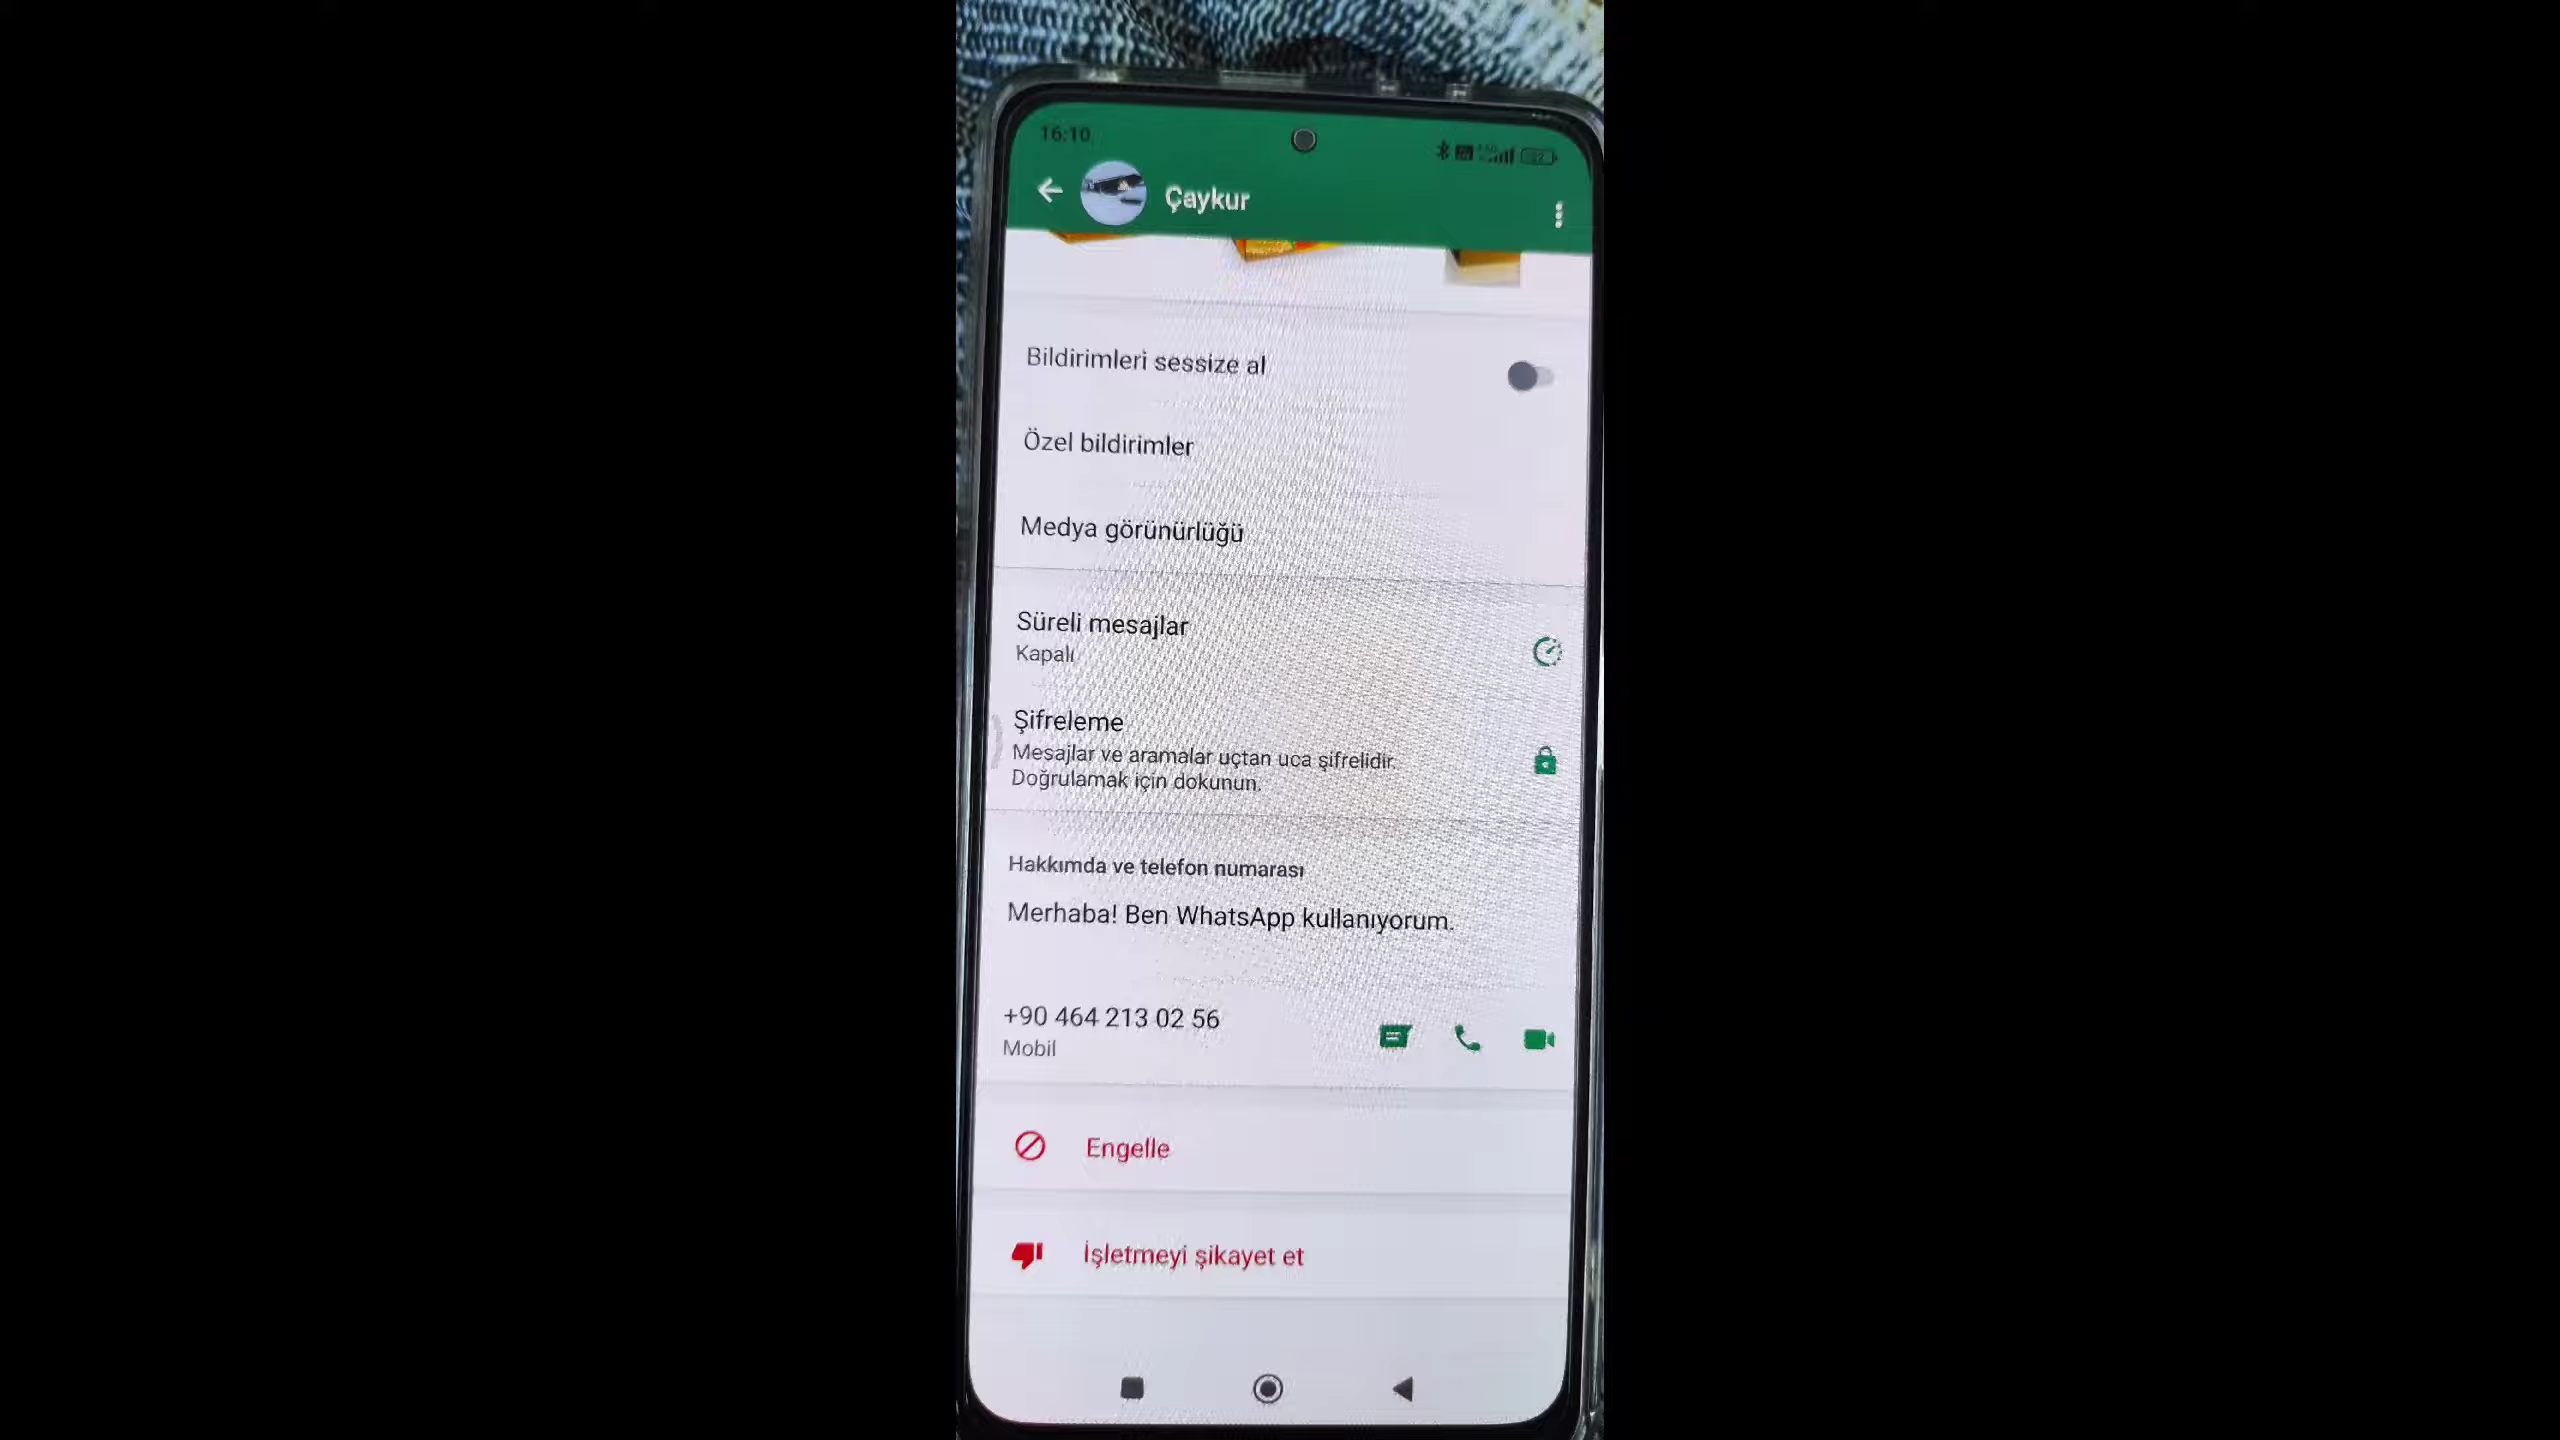 16:10
Çaykur
Bildirimleri sessize al
Özel bildirimler
Medya görünürlüğü
Süreli mesajlar
Kapalı
Şifreleme
Mesajlar ve aramalar uçtan uca şifrelidir.
Doğrulamak için dokunun.
Hakkımda ve telefon numarası
Merhaba! Ben WhatsApp kullanıyorum.
+90 464 213 02 56
Mobil
Engelle
İşletmeyi şikayet et